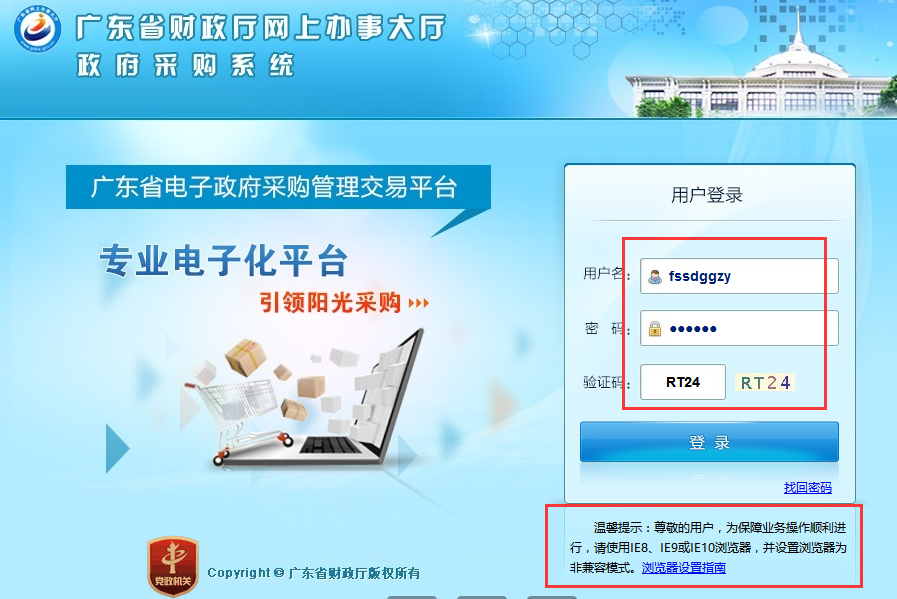 广东省财政厅网上办事大厅
政府采购系统
广东省电子政府采购管理交易平台
专业电子化平台
引领阳光采购
用户登录
用户名: fssdggzy
密 码: ●●●●●●
验证码: RT24 RT24
登 录
找回密码
温馨提示：尊敬的用户，为保障业务操作顺利进
行，请使用IE8、IE9或IE10浏览器，并设置浏览器为
非兼容模式。浏览器设置指南
党政机关
Copyright © 广东省财政厅版权所有